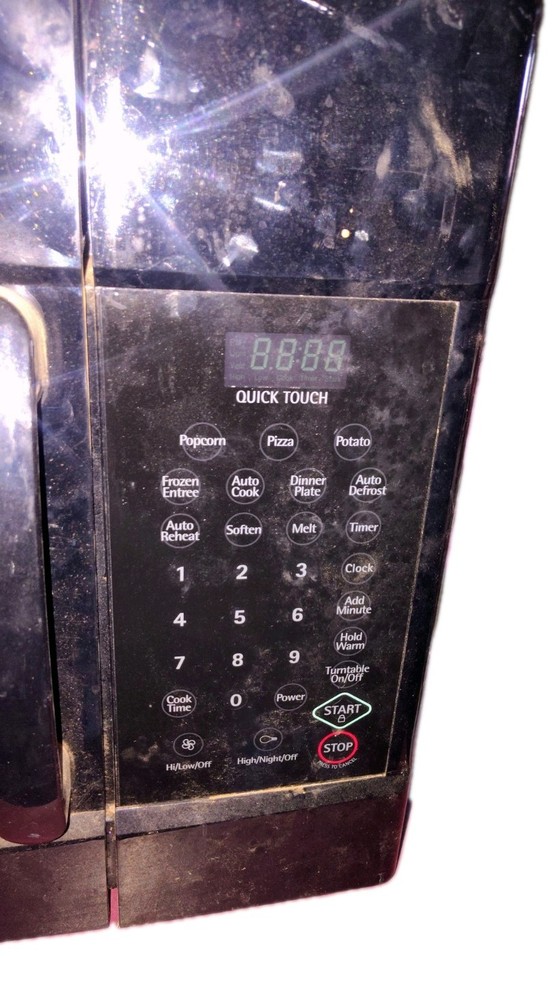 8:8:8:8
QUICK TOUCH
Popcorn Pizza Potato
Frozen Entree Auto Cook Dinner Plate Auto Defrost
Auto Reheat Soften Melt Timer
1 2 3 Clock
4 5 6 Add Minute
7 8 9 Hold Warm
Turntable On/Off
Cook Time 0 Power START
STOP
Hi/Low/Off High/Night/Off
TO CANCEL